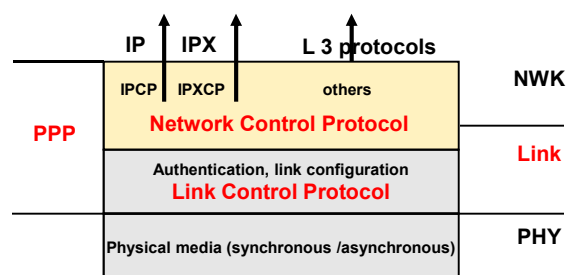 IP IPX L 3 protocols
IPCP IPXCP others
NWK
Network Control Protocol
PPP
Link
Authentication, link configuration
Link Control Protocol
PHY
Physical media (synchronous /asynchronous)